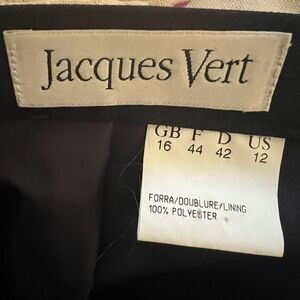 Jacques Vert
GB F D US
16 44 42 12
FORRA/DOUBLURE/LINING
100% POLYESTER